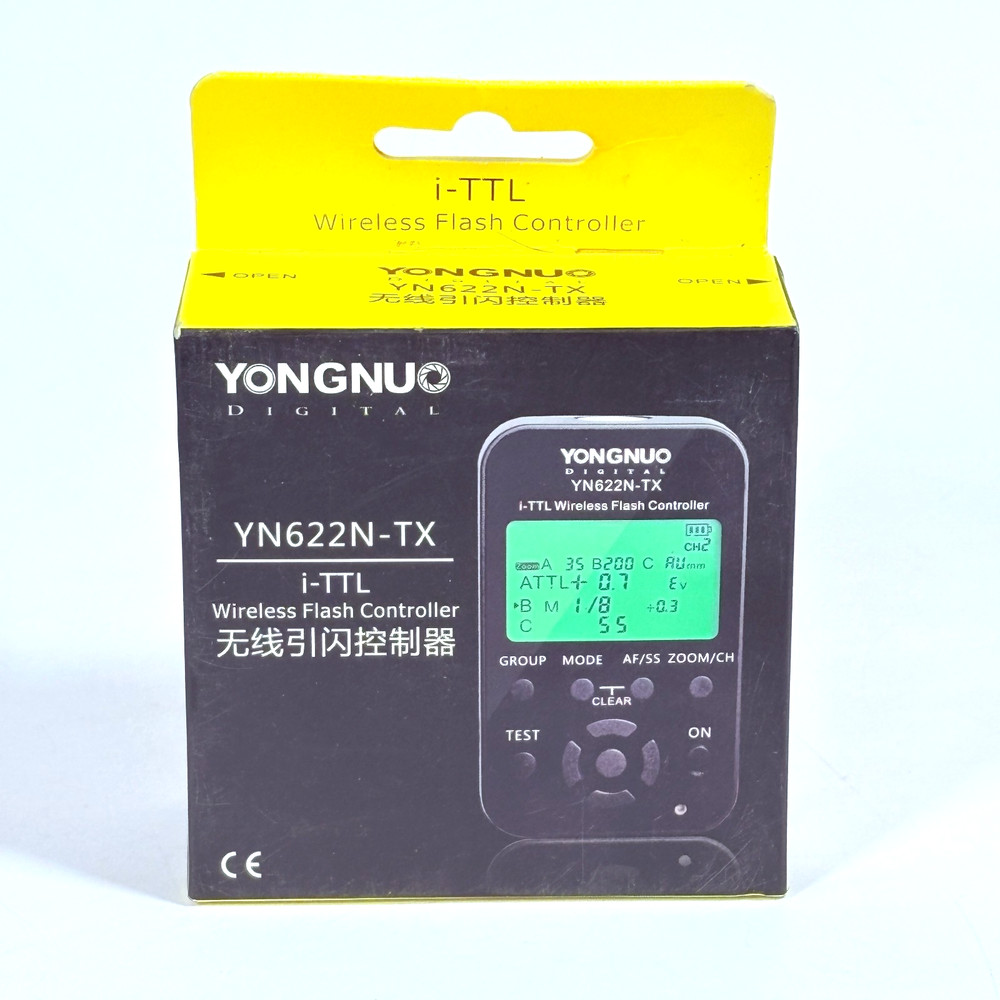 i-TTL
Wireless Flash Controller
OPEN
YONGNUO
DIGITAL
OPEN
YN622N-TX
无线引闪控制器
YONGNUO
DIGITAL
YN622N-TX
i-TTL
Wireless Flash Controller
无线引闪控制器
CE
YONGNUO
DIGITAL
YN622N-TX
i-TTL Wireless Flash Controller
CH2
Zoom A 35 B200 C AUmm
ATTL+ 0.7 Ev
B M 1/8 ÷0.3
C SS
GROUP MODE AF/SS ZOOM/CH
CLEAR
TEST ON